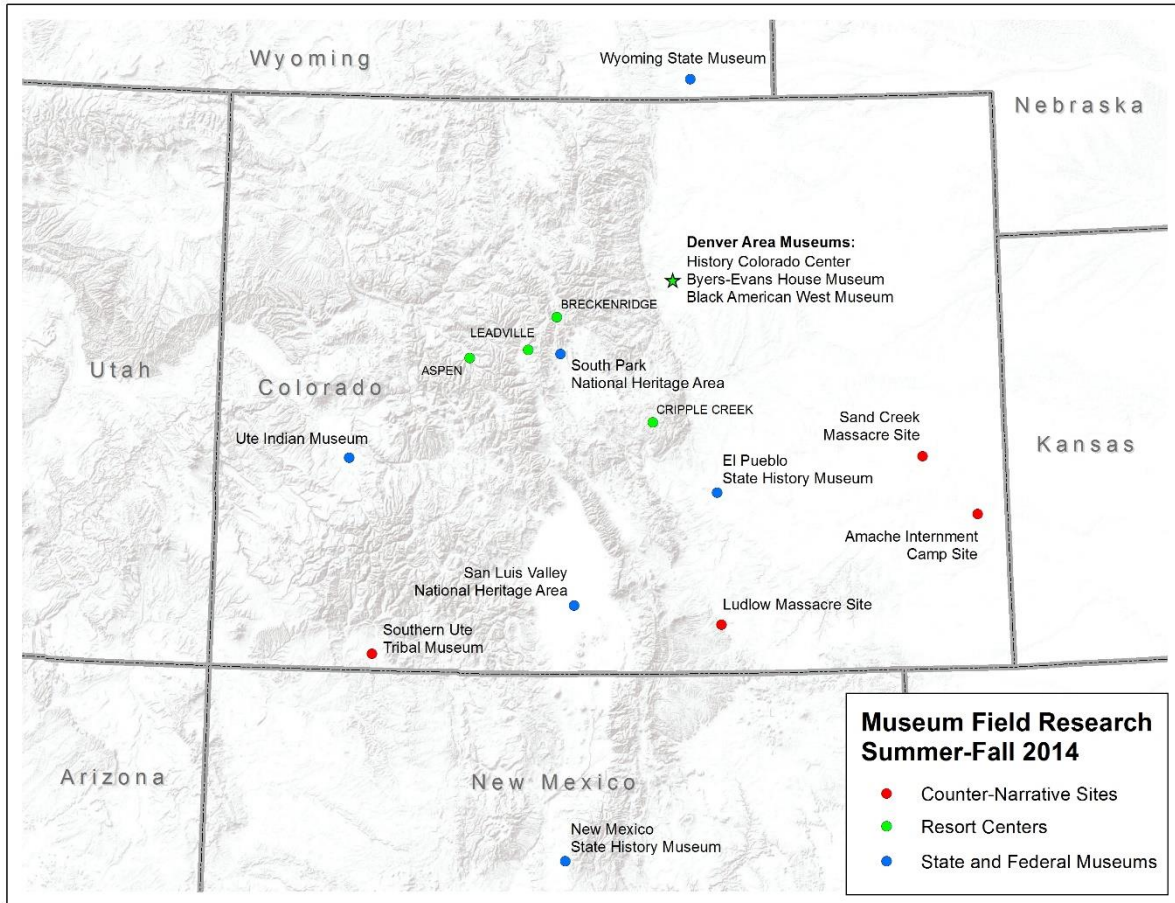 Wyoming
Wyoming State Museum
Nebraska
Denver Area Museums:
History Colorado Center
Byers-Evans House Museum
Black American West Museum
BRECKENRIDGE
LEADVILLE
ASPEN
South Park
National Heritage Area
Utah
Colorado
CRIPPLE CREEK
Sand Creek
Massacre Site
Kansas
Ute Indian Museum
El Pueblo
State History Museum
Amache Internment
Camp Site
San Luis Valley
National Heritage Area
Ludlow Massacre Site
Southern Ute
Tribal Museum
Arizona
New Mexico
New Mexico
State History Museum
Museum Field Research
Summer-Fall 2014
Counter-Narrative Sites
Resort Centers
State and Federal Museums